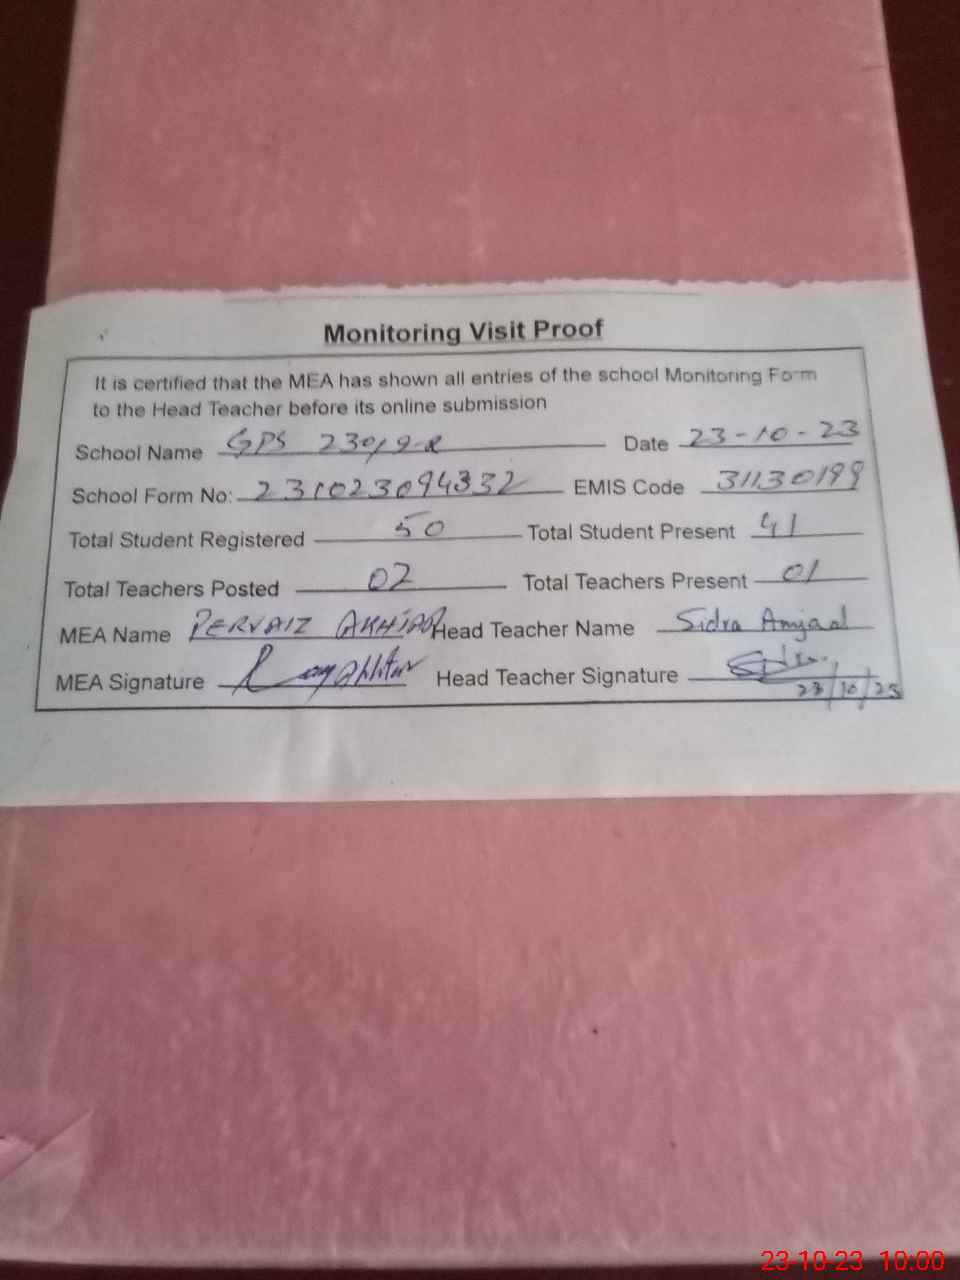 Monitoring Visit Proof
It is certified that the MEA has shown all entries of the school Monitoring Form
to the Head Teacher before its online submission
School Name GPS 230/9-R Date 23-10-23
School Form No: 231023094332 EMIS Code 31130199
Total Student Registered 50 Total Student Present 41
Total Teachers Posted 02 Total Teachers Present 01
MEA Name PERVAIZ AKHTAR Head Teacher Name Sidra Amjad
MEA Signature Head Teacher Signature
23/10/23
23-10-23 10:00